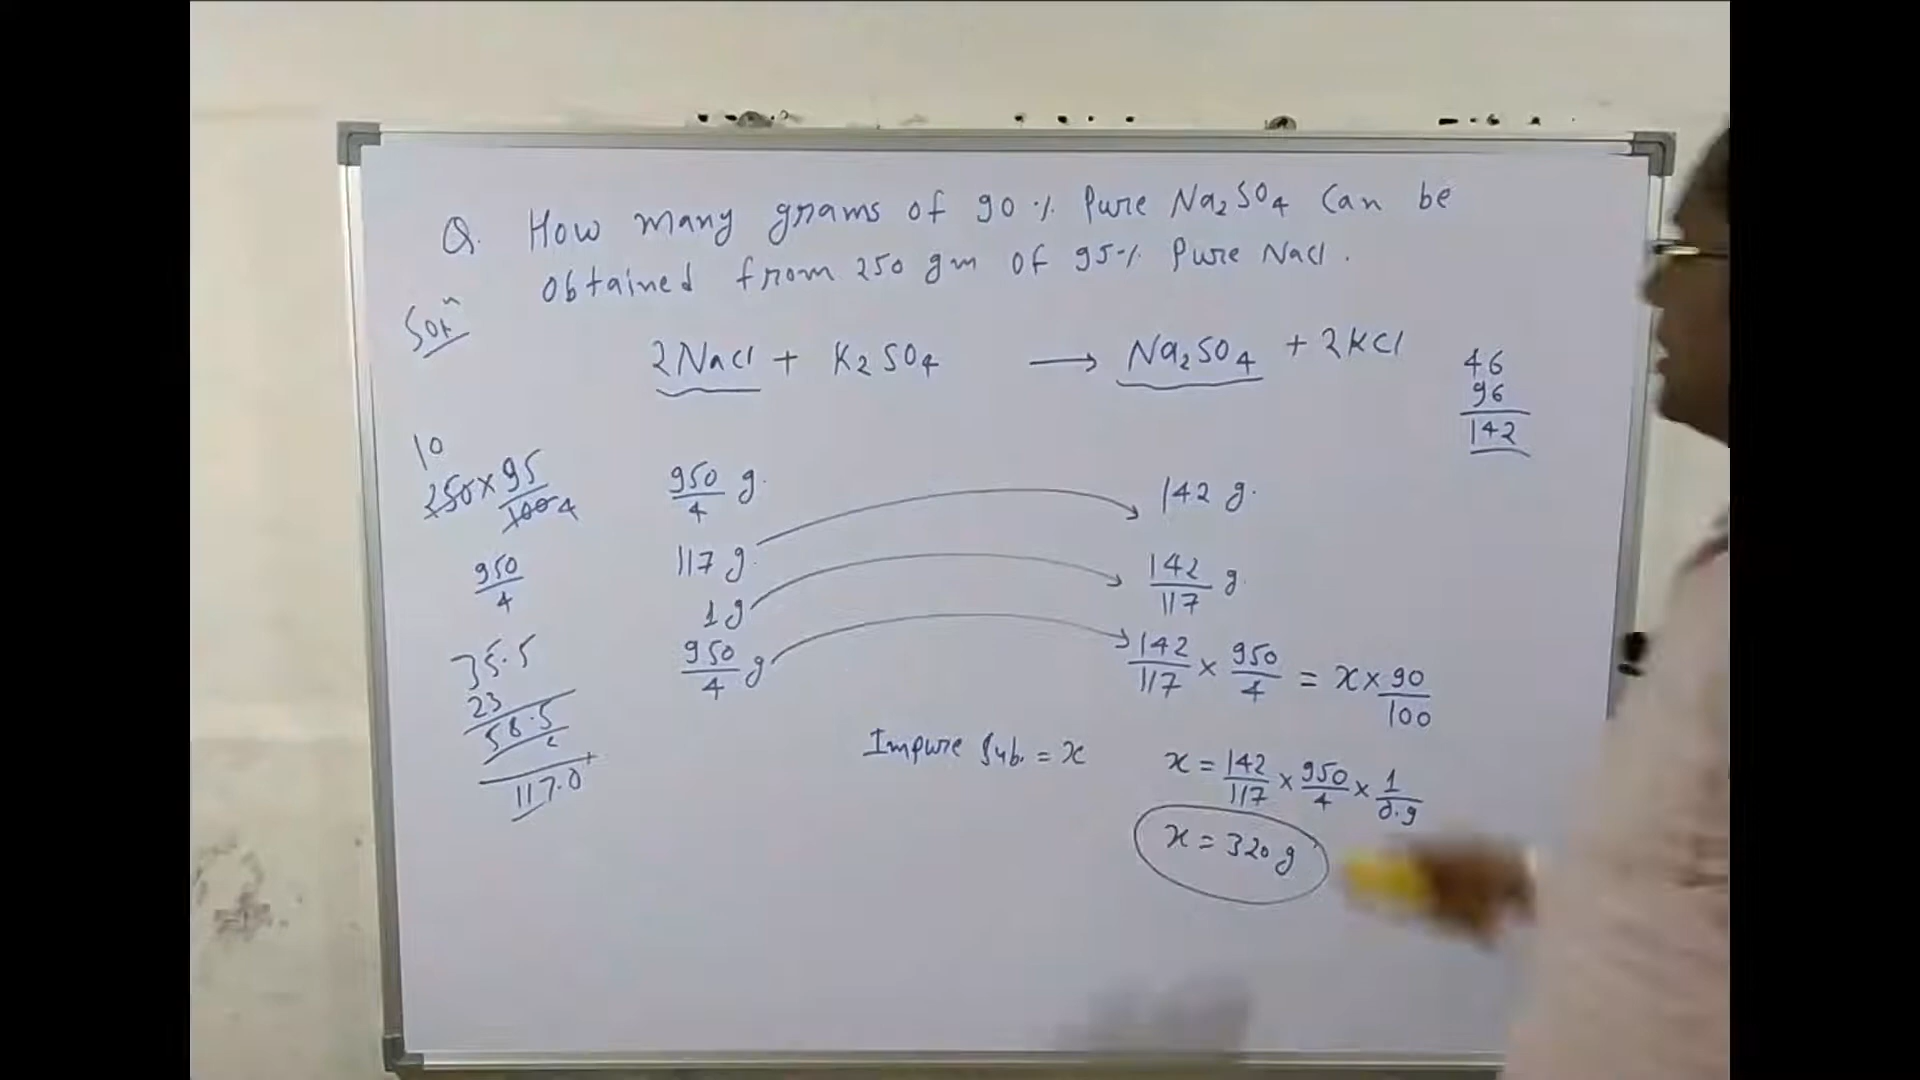 Q. How many grams of 90% Pure Na₂SO₄ Can be
obtained from 250 gm of 95% Pure NaCl.
Solⁿ
2NaCl + K₂SO₄ → Na₂SO₄ + 2KCl
46
96
142
10
250 × 95/100 4
950/4
35.5
23
58.5
2
117.0
950/4 g. 142 g.
117 g.
1 g 142/117 g
950/4 g 142/117 × 950/4 = x × 90/100
Impure Sub. = x
x = 142/117 × 950/4 × 1/0.9
x = 320 g